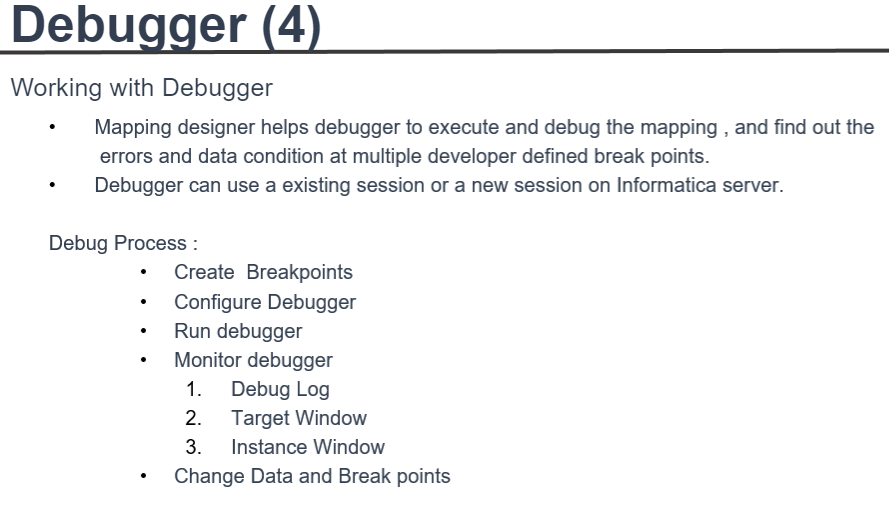 Debugger (4)
Working with Debugger
• Mapping designer helps debugger to execute and debug the mapping , and find out the
errors and data condition at multiple developer defined break points.
• Debugger can use a existing session or a new session on Informatica server.
Debug Process :
• Create Breakpoints
• Configure Debugger
• Run debugger
• Monitor debugger
1. Debug Log
2. Target Window
3. Instance Window
• Change Data and Break points